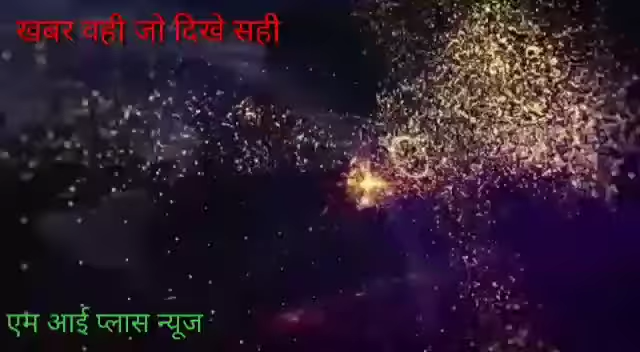 खबर वही जो दिखे सही
एम आई प्लास न्यूज